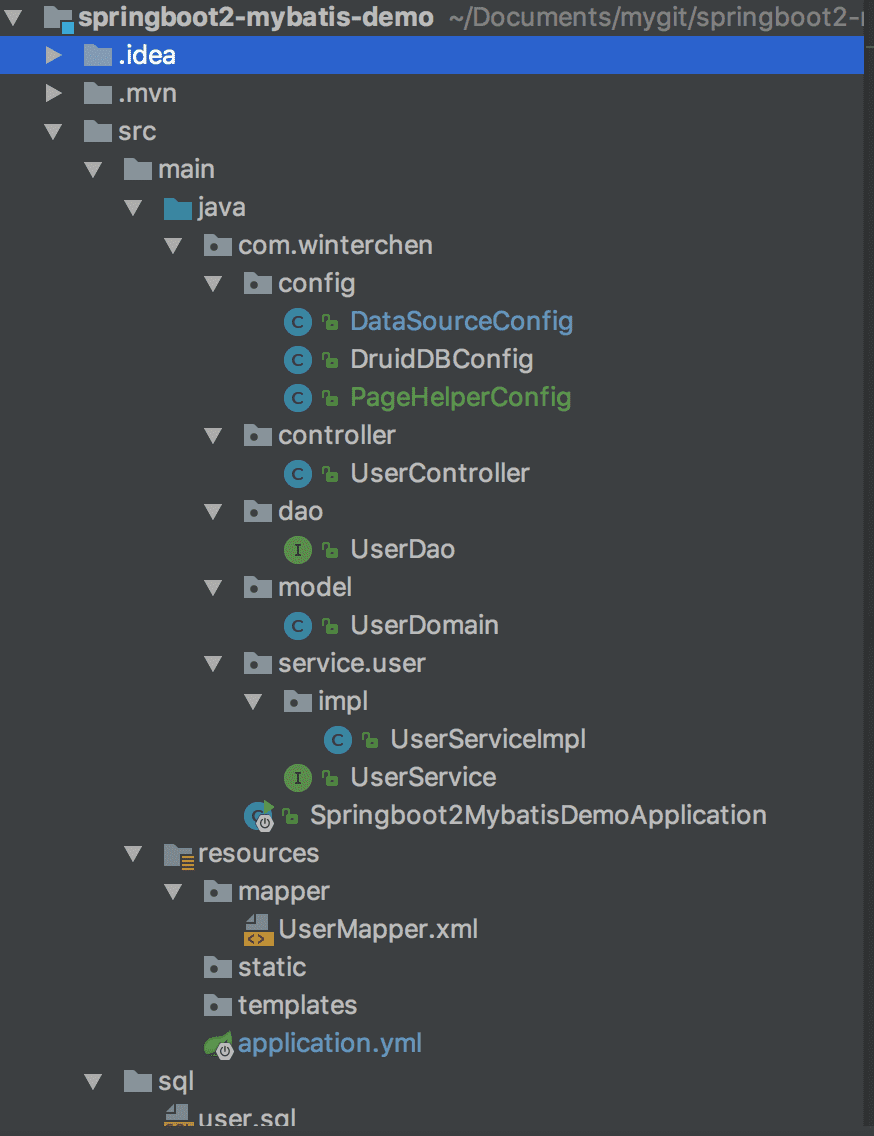 springboot2-mybatis-demo ~/Documents/mygit/springboot2-
.idea
.mvn
src
main
java
com.winterchen
config
C DataSourceConfig
C DruidDBConfig
C PageHelperConfig
controller
C UserController
dao
I UserDao
model
C UserDomain
service.user
impl
C UserServiceImpl
I UserService
C Springboot2MybatisDemoApplication
resources
mapper
<> UserMapper.xml
static
templates
application.yml
sql
user.sql